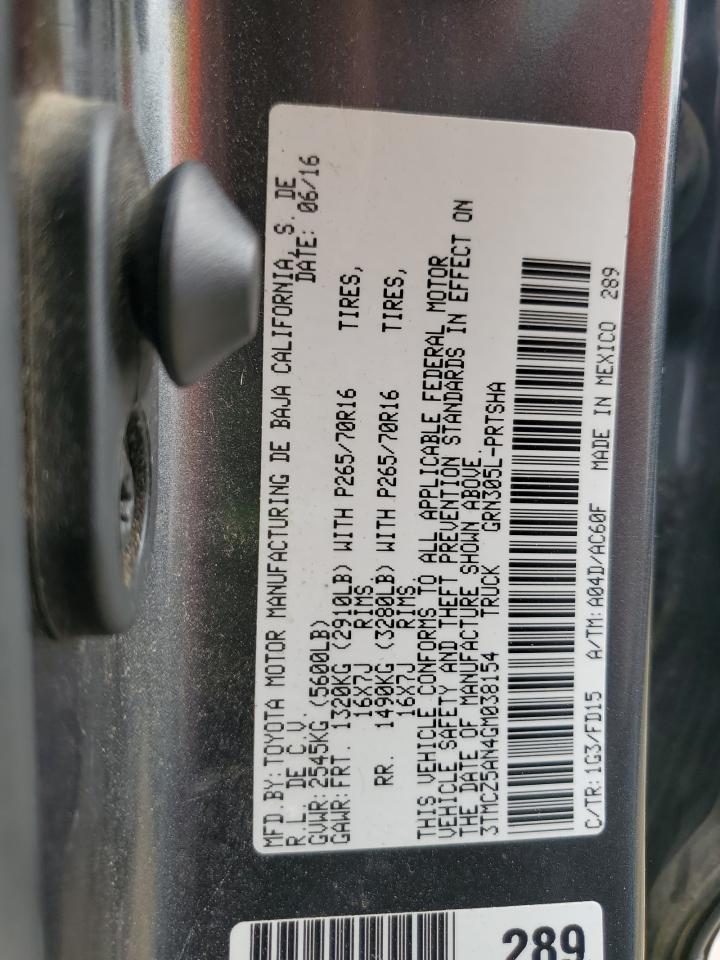 MFD.BY: TOYOTA MOTOR MANUFACTURING DE BAJA CALIFORNIA, S. DE
R.L. DE C.V. DATE: 06/16
GVWR: 2545KG (5600LB)
GAWR: FRT. 1320KG (2910LB) WITH P265/70R16 TIRES,
16X7J RIMS
RR. 1490KG (3280LB) WITH P265/70R16 TIRES,
16X7J RIMS
THIS VEHICLE CONFORMS TO ALL APPLICABLE FEDERAL MOTOR
VEHICLE SAFETY AND THEFT PREVENTION STANDARDS IN EFFECT ON
THE DATE OF MANUFACTURE SHOWN ABOVE.
3TMCZ5AN4GM038154 TRUCK GRN305L-PRTSHA
C/TR: 1G3/FD15 A/TM: A04D/AC60F MADE IN MEXICO 289
289